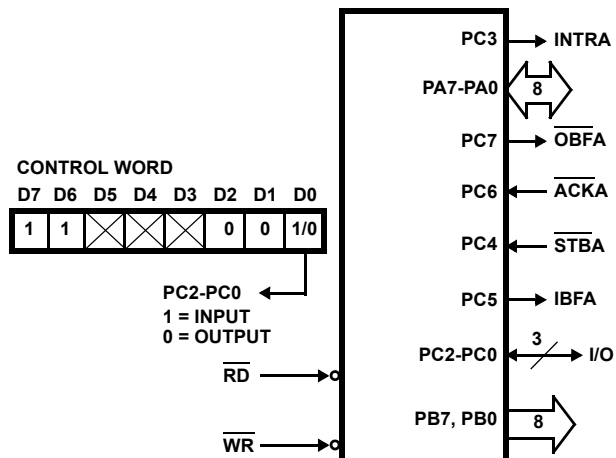 CONTROL WORD
D7 D6 D5 D4 D3 D2 D1 D0
1 1 0 0 1/0
PC2-PC0
1 = INPUT
0 = OUTPUT
RD
WR
PC3 INTRA
PA7-PA0 8
PC7 OBFA
PC6 ACKA
PC4 STBA
PC5 IBFA
PC2-PC0 3 I/O
PB7, PB0 8